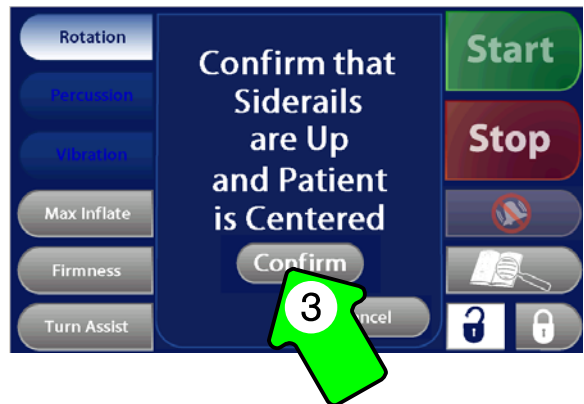 Rotation
Percussion
Vibration
Max Inflate
Firmness
Turn Assist
Confirm that
Siderails
are Up
and Patient
is Centered
Confirm
3
ncel
Start
Stop